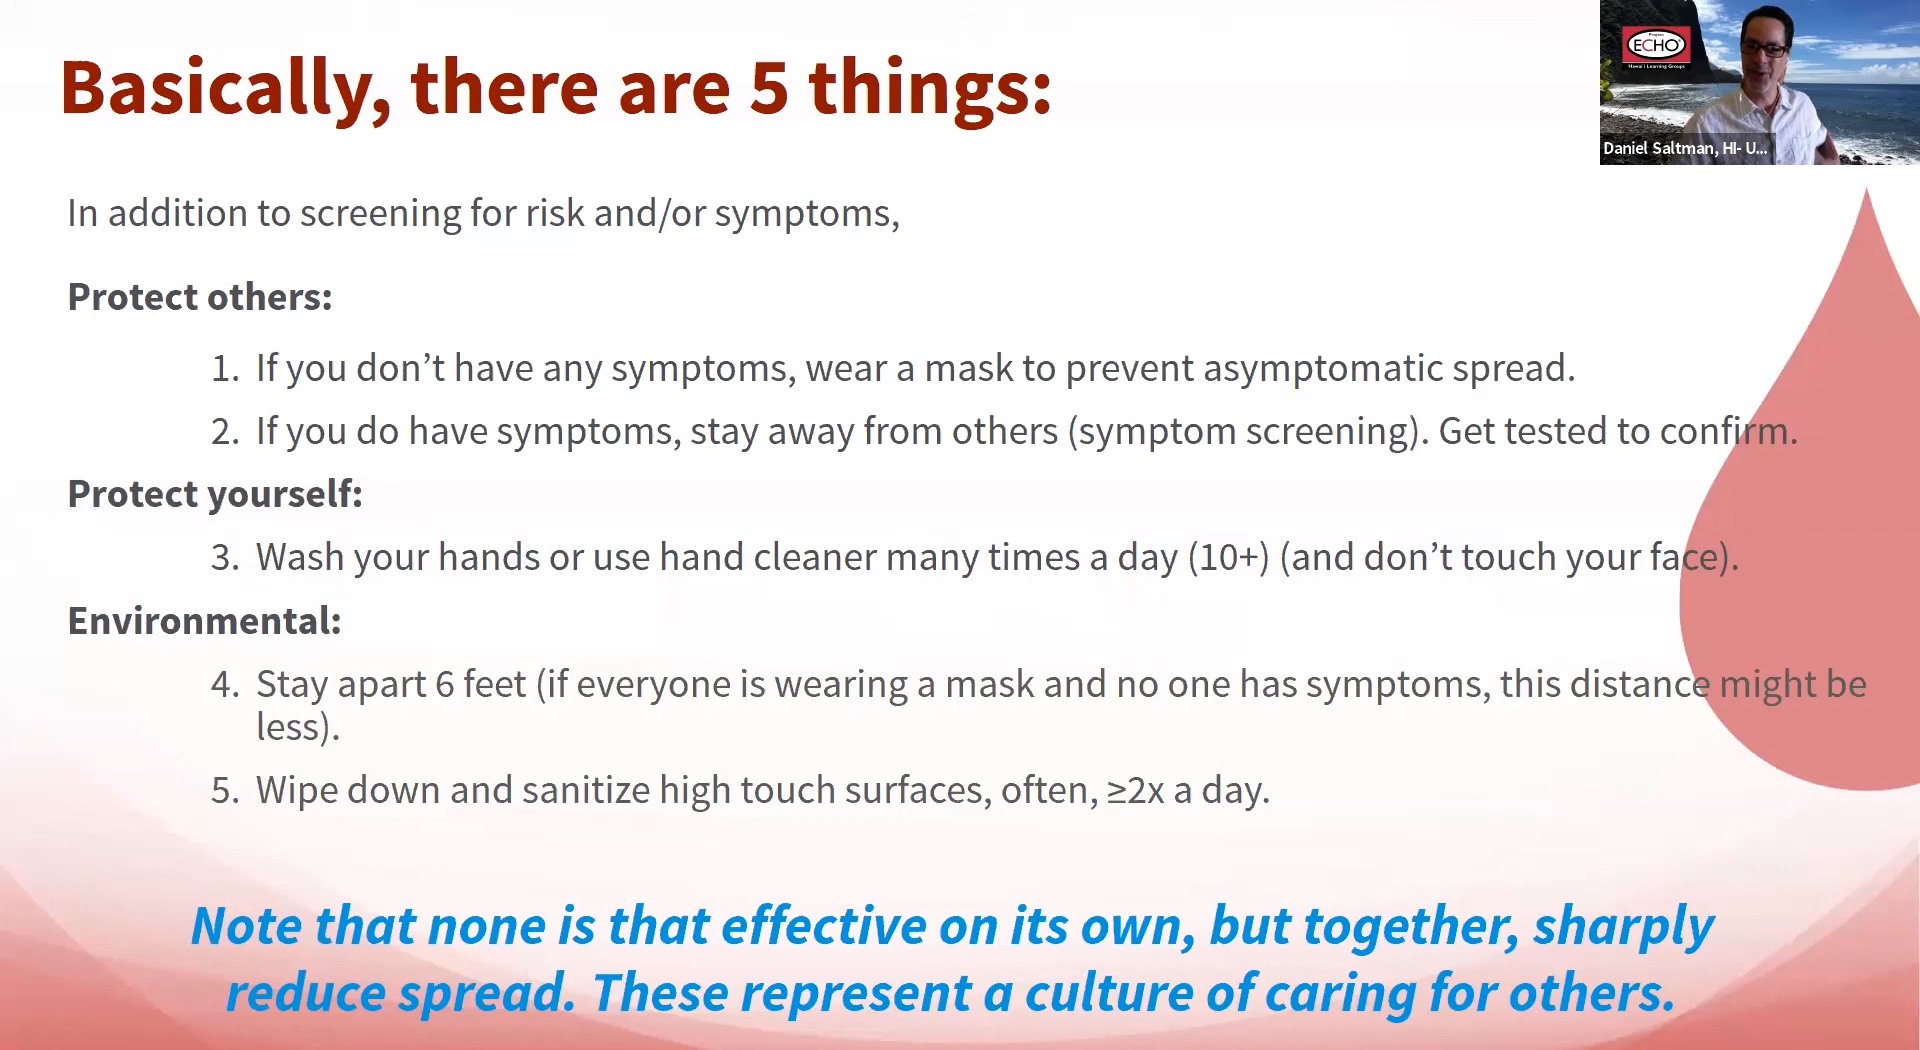 Basically, there are 5 things:
Project
ECHO
Hawai'i Learning Groups
Daniel Saltman, HI- U...
In addition to screening for risk and/or symptoms,
Protect others:
1. If you don’t have any symptoms, wear a mask to prevent asymptomatic spread.
2. If you do have symptoms, stay away from others (symptom screening). Get tested to confirm.
Protect yourself:
3. Wash your hands or use hand cleaner many times a day (10+) (and don’t touch your face).
Environmental:
4. Stay apart 6 feet (if everyone is wearing a mask and no one has symptoms, this distance might be
less).
5. Wipe down and sanitize high touch surfaces, often, ≥2x a day.
Note that none is that effective on its own, but together, sharply
reduce spread. These represent a culture of caring for others.